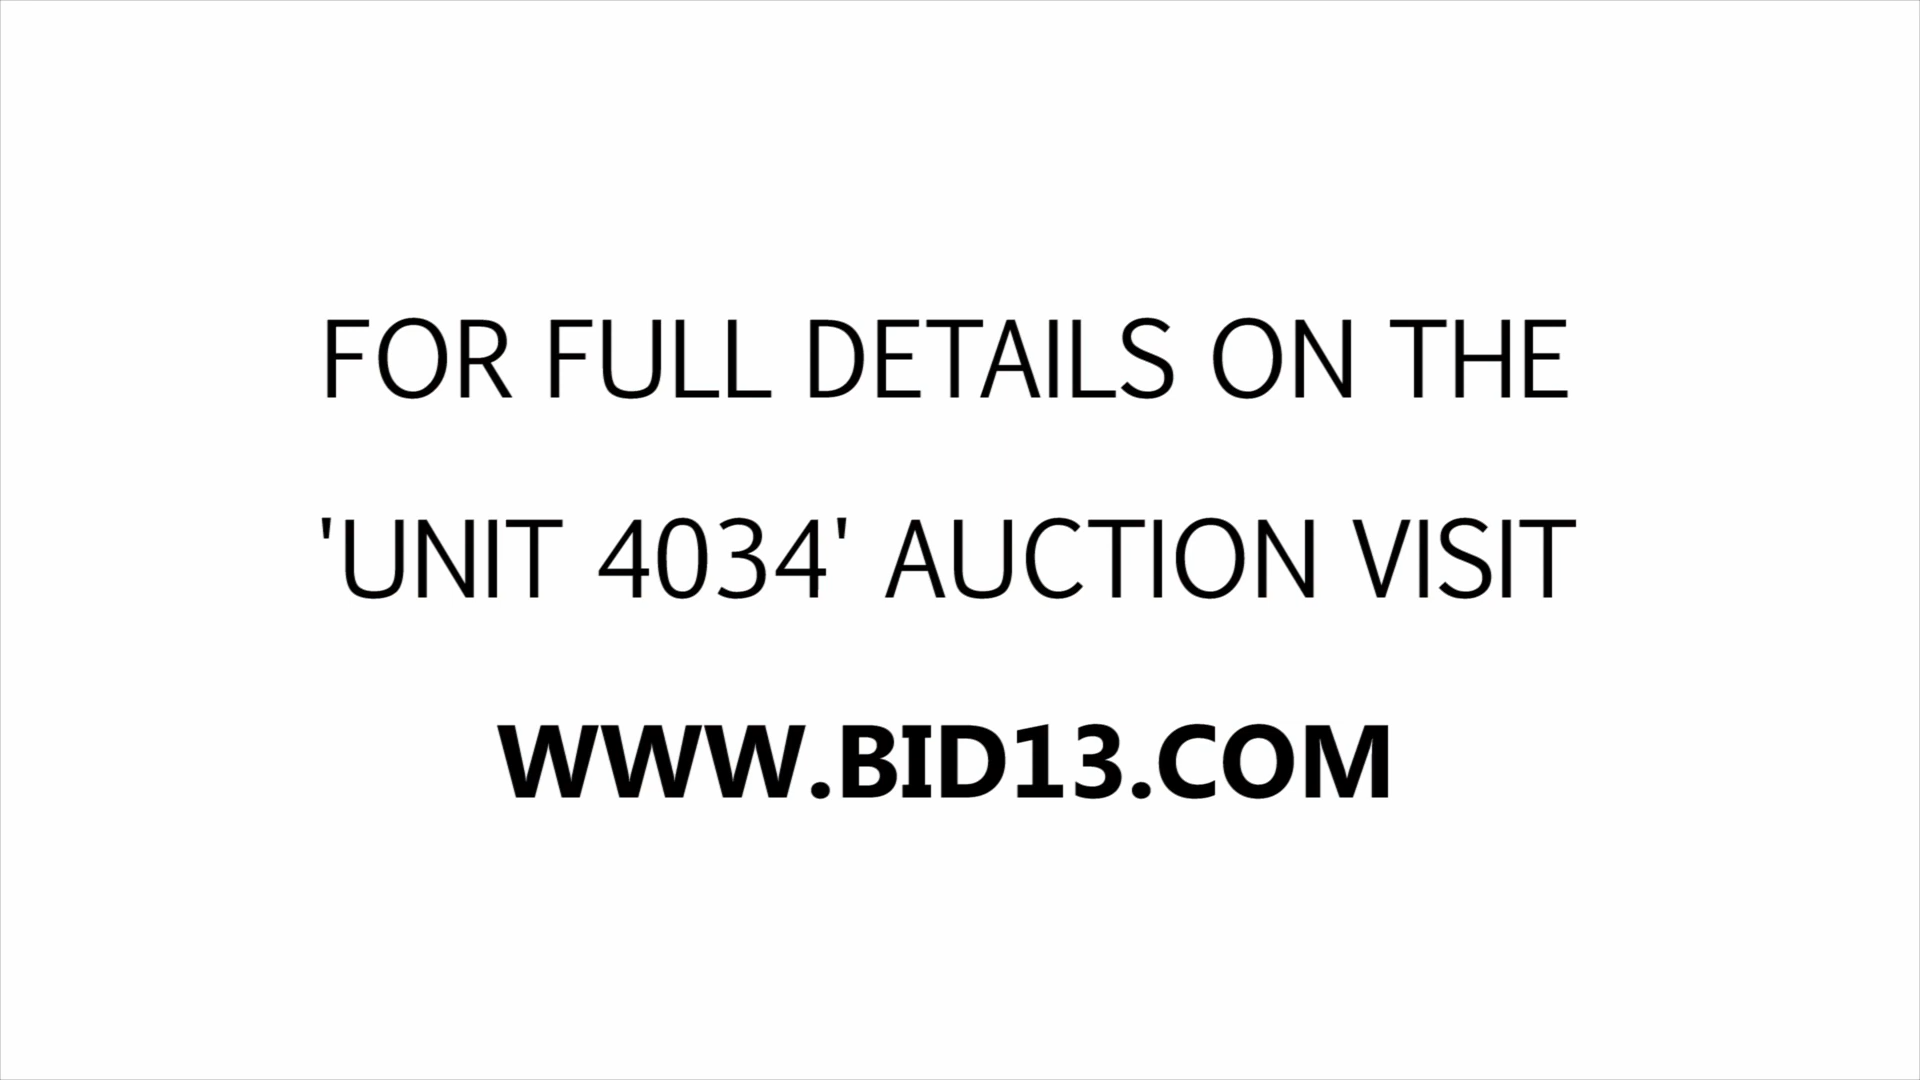 FOR FULL DETAILS ON THE
'UNIT 4034' AUCTION VISIT
WWW.BID13.COM